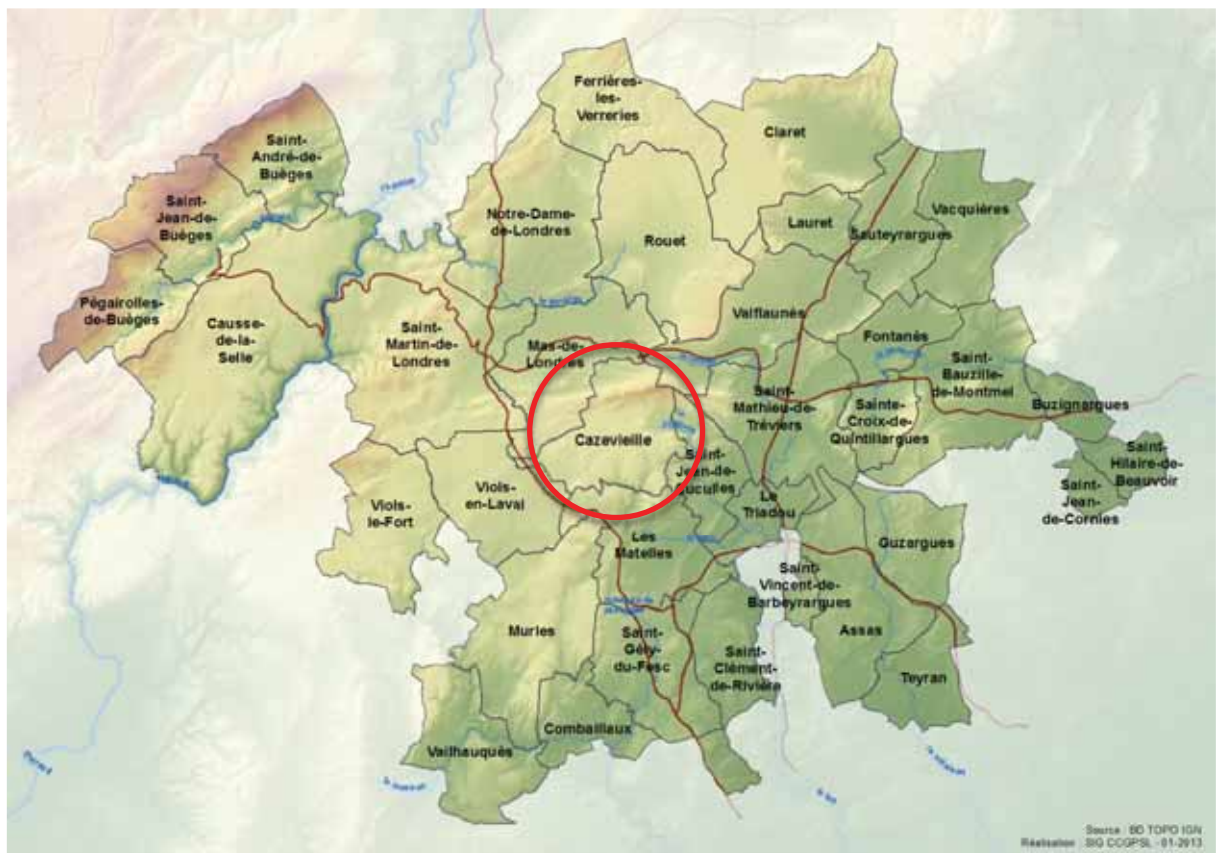 Ferrières-
les-
Verreries
Claret
Saint-
André-de-
Buèges
Saint-
Jean-de-
Buèges
Notre-Dame-
de-Londres
Rouet
Lauret
Vacquières
Sauteyrargues
Pégairolles-
de-Buèges
Causse-
de-la-
Selle
Saint-
Martin-de-
Londres
Mas-de-
Londres
Valflaunès
Fontanès
Saint-
Bauzille-
de-Montmel
Saint-
Mathieu-de-
Tréviers
Sainte-
Croix-de-
Quintillargues
Buzignargues
Cazevieille
Saint-
Jean-de-
Cuculles
Saint-
Hilaire-de-
Beauvoir
Saint-
Jean-
de-Cornies
Viols-
le-Fort
Viols-
en-Laval
Le
Triadou
Les
Matelles
Guzargues
Saint-
Vincent-de-
Barbeyrargues
Murles
Saint-
Gély-
du-Fesc
Saint-
Clément-
de-Rivière
Assas
Teyran
Combaillaux
Vailhauquès
Source : BD TOPO IGN
Réalisation : SIG CCGPSL - 01-2013